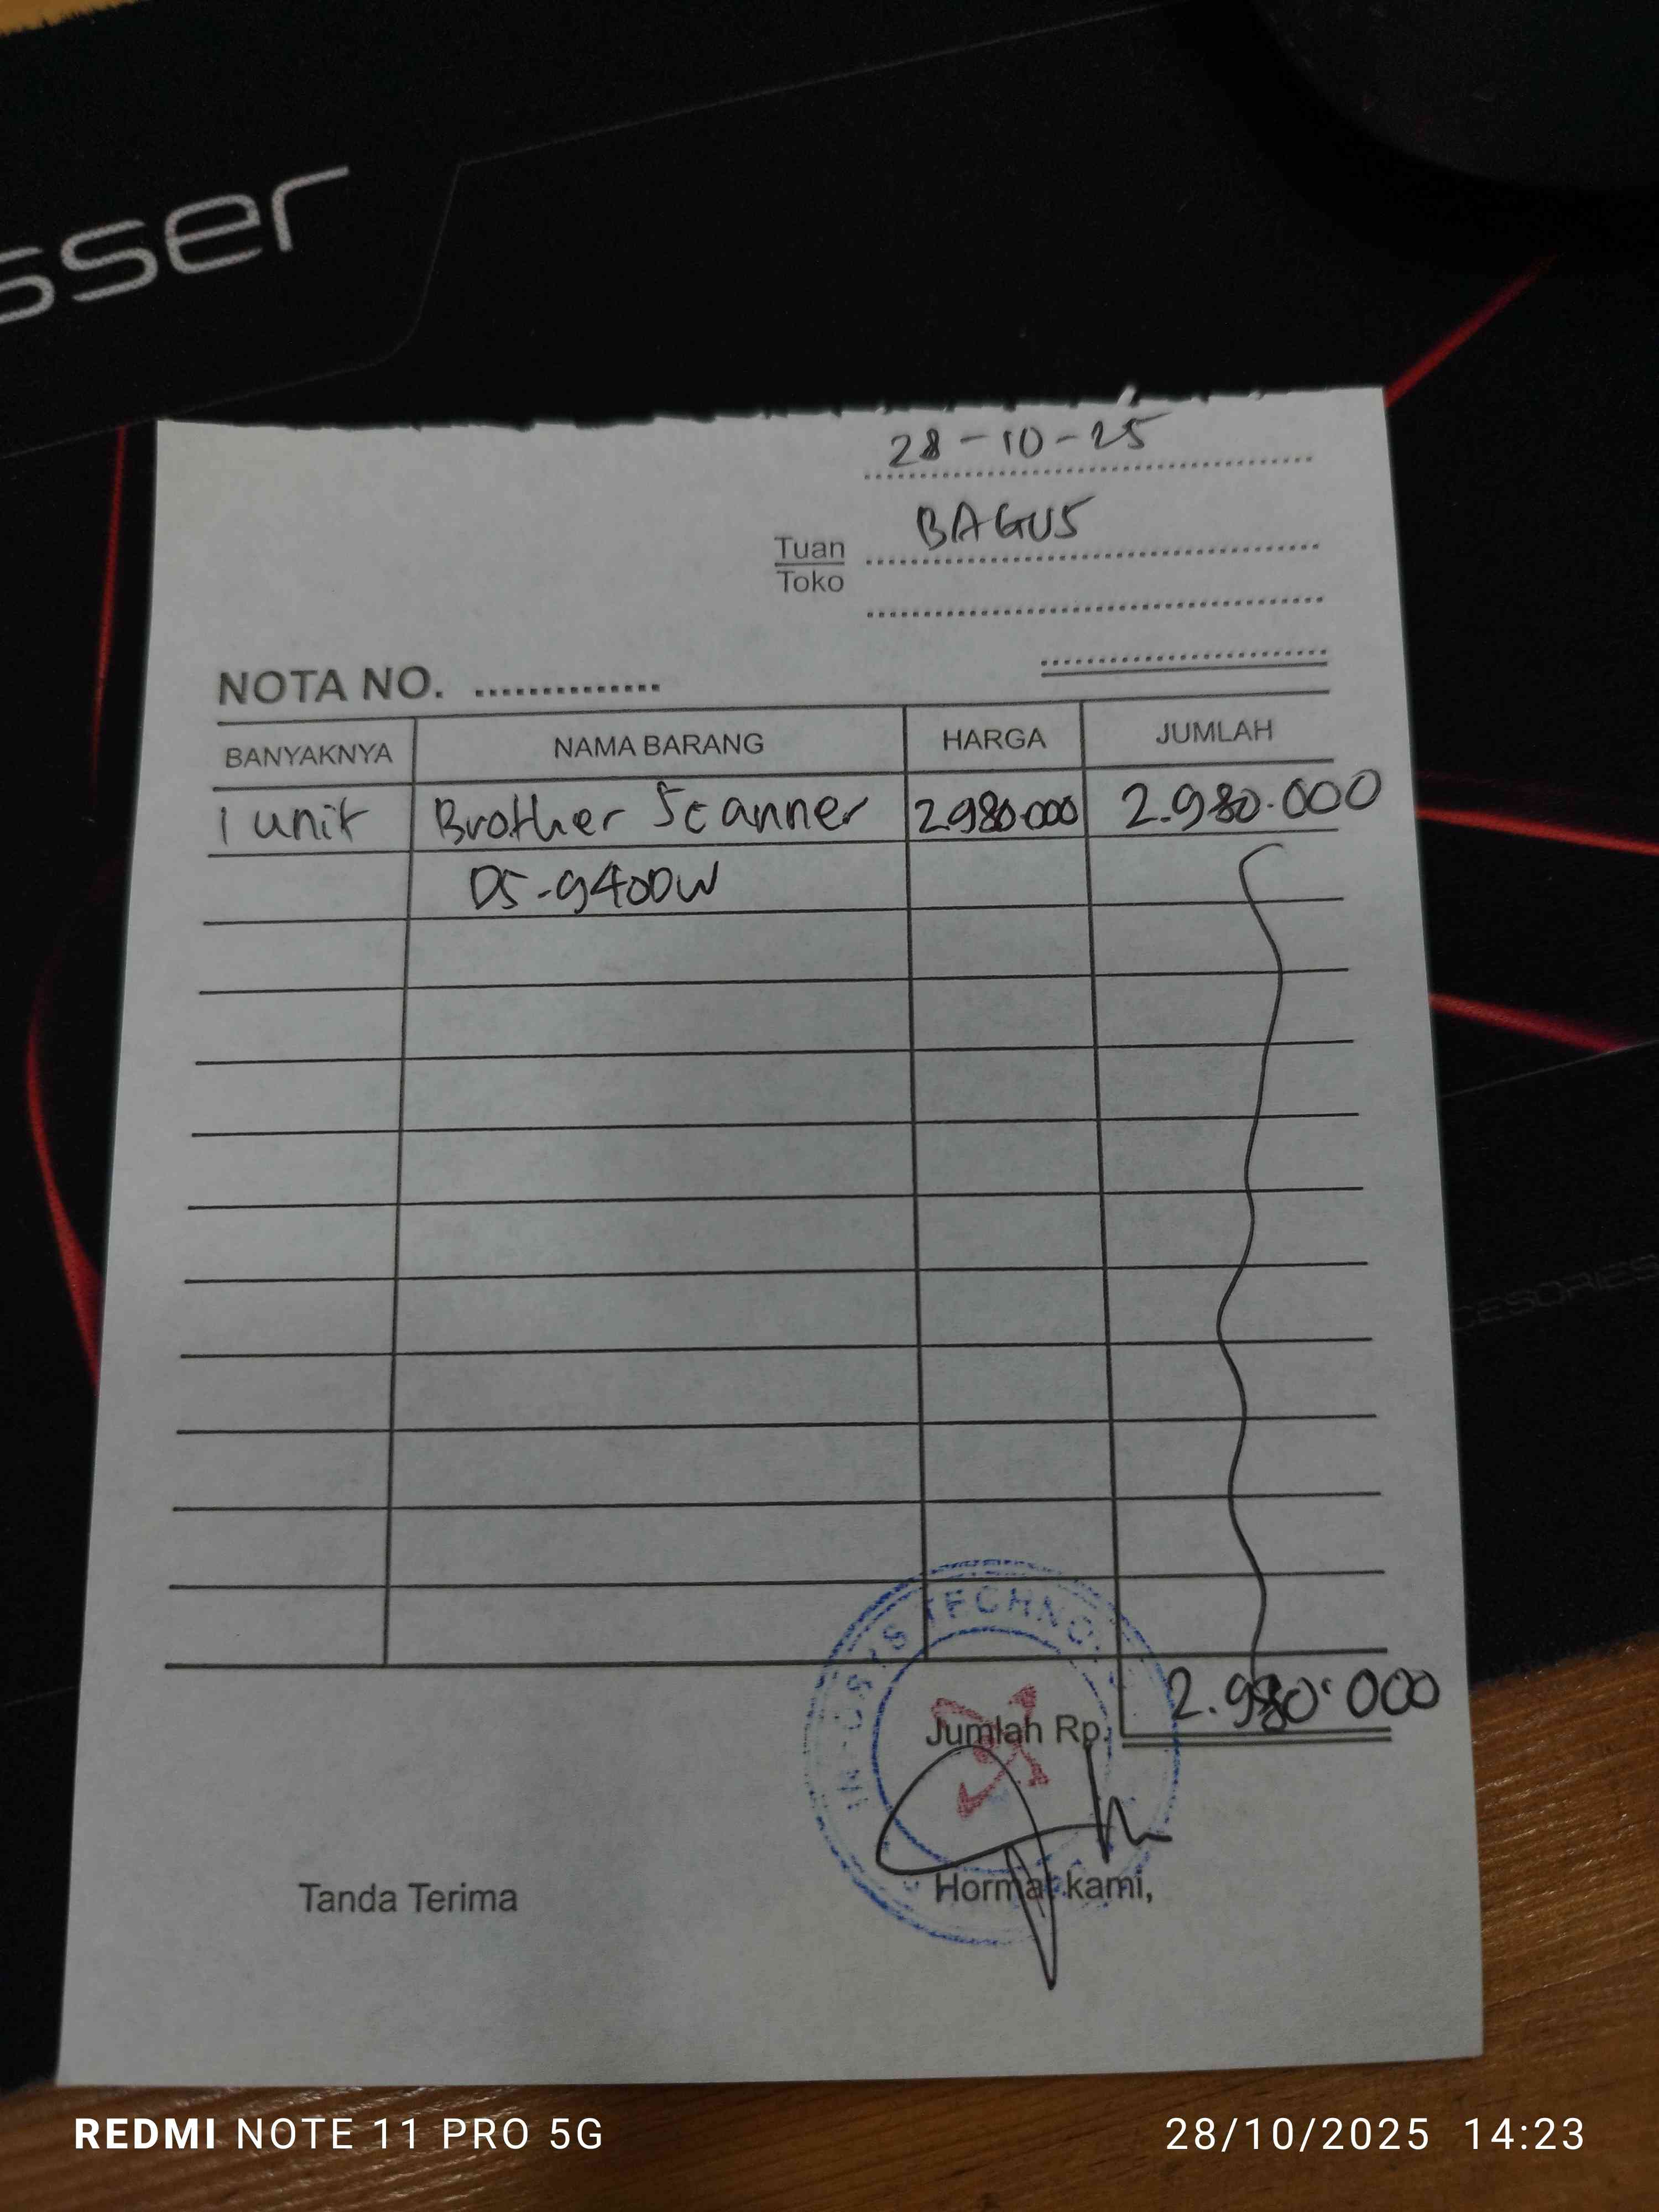 sser
28-10-25
Tuan BAGUS
Toko
NOTA NO. ..............
BANYAKNYA NAMA BARANG HARGA JUMLAH
1 unit Brother Scanner 2.980.000 2.980.000
DS-940DW
CESORIES
TECHNO
Jumlah Rp. 2.980.000
Tanda Terima Hormat kami,
REDMI NOTE 11 PRO 5G 28/10/2025 14:23